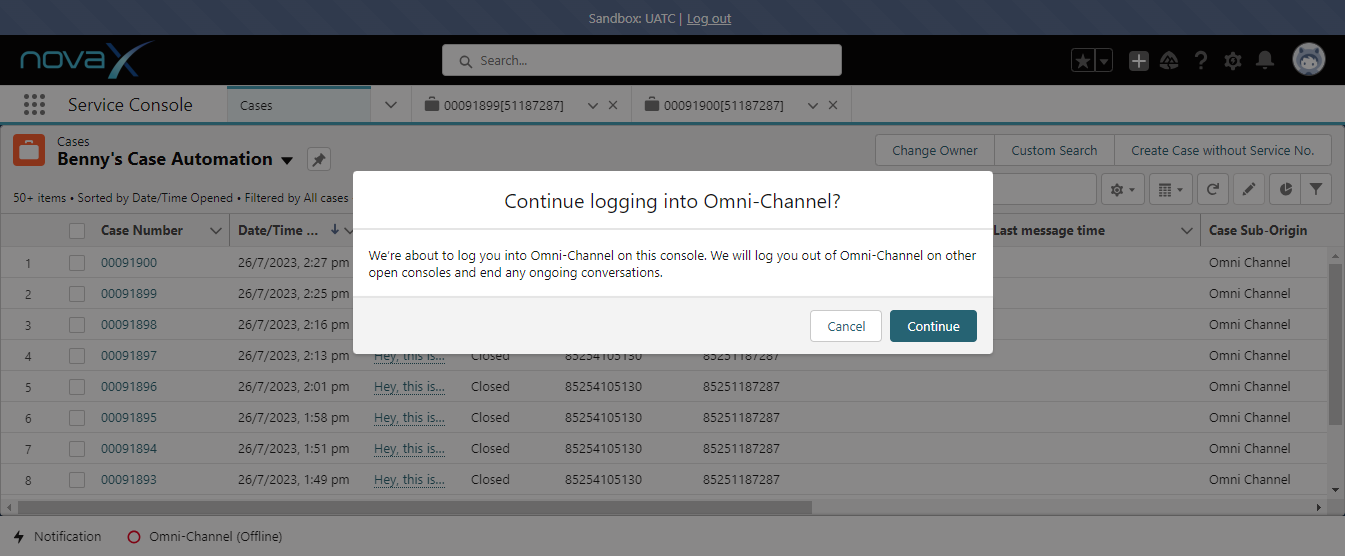 Sandbox: UATC | Log out
novaX
Search...
Service Console
Cases
00091899[51187287]
00091900[51187287]
Cases
Benny's Case Automation
Change Owner
Custom Search
Create Case without Service No.
50+ items • Sorted by Date/Time Opened • Filtered by All cases
Case Number Date/Time ... Last message time Case Sub-Origin
1 00091900 26/7/2023, 2:27 pm Omni Channel
2 00091899 26/7/2023, 2:25 pm Omni Channel
3 00091898 26/7/2023, 2:16 pm Omni Channel
4 00091897 26/7/2023, 2:13 pm Hey, this is... Closed 85254105130 85251187287 Omni Channel
5 00091896 26/7/2023, 2:01 pm Hey, this is... Closed 85254105130 85251187287 Omni Channel
6 00091895 26/7/2023, 1:58 pm Hey, this is... Closed 85254105130 85251187287 Omni Channel
7 00091894 26/7/2023, 1:51 pm Hey, this is... Closed 85254105130 85251187287 Omni Channel
8 00091893 26/7/2023, 1:49 pm Hey, this is... Closed 85254105130 85251187287 Omni Channel
Continue logging into Omni-Channel?
We're about to log you into Omni-Channel on this console. We will log you out of Omni-Channel on other
open consoles and end any ongoing conversations.
Cancel
Continue
Notification
Omni-Channel (Offline)